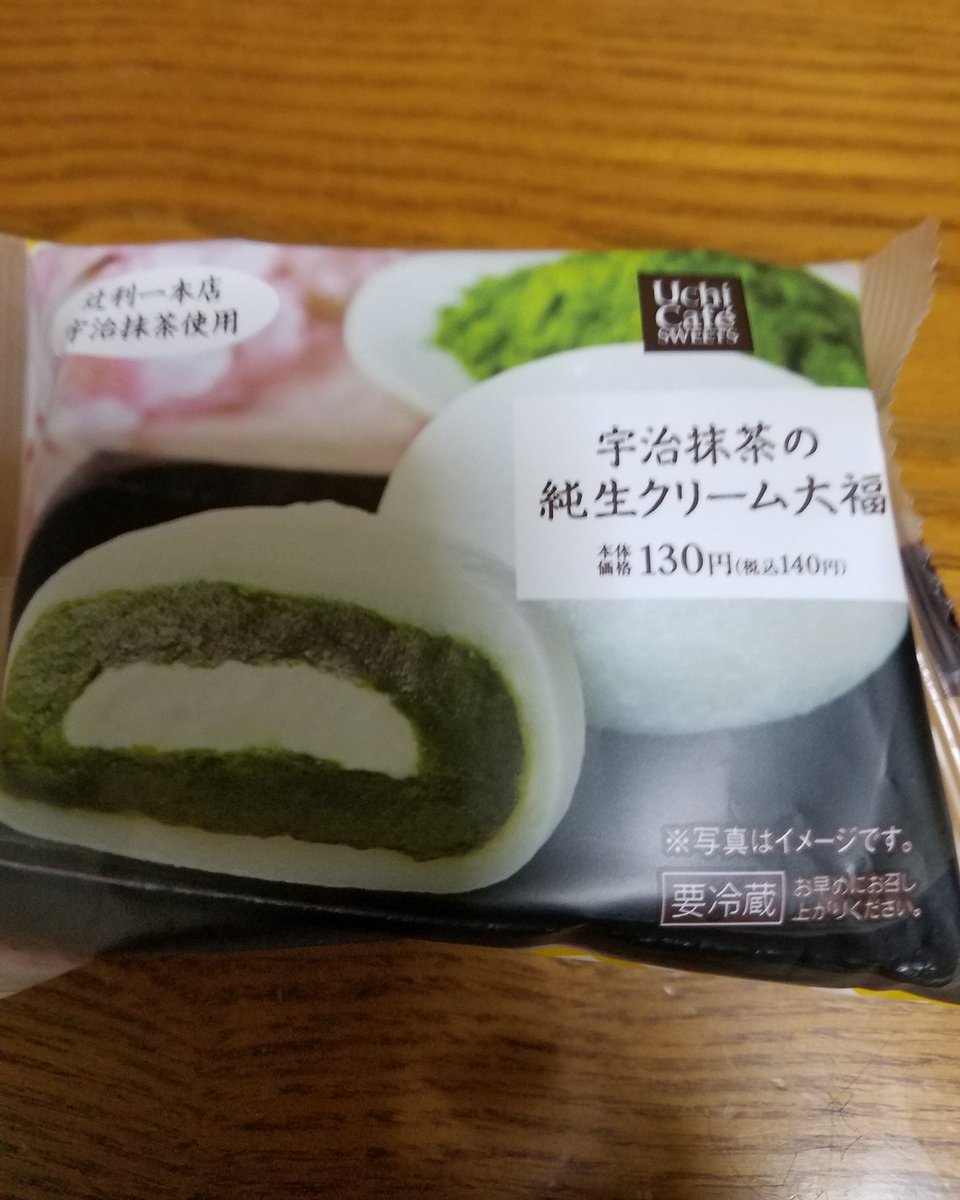 辻利一本店
宇治抹茶使用
Uchi
Café
SWEETS
宇治抹茶の
純生クリーム大福
本体
価格 130円(税込140円)
※写真はイメージです。
要冷蔵
お早めにお召し
上がりください。